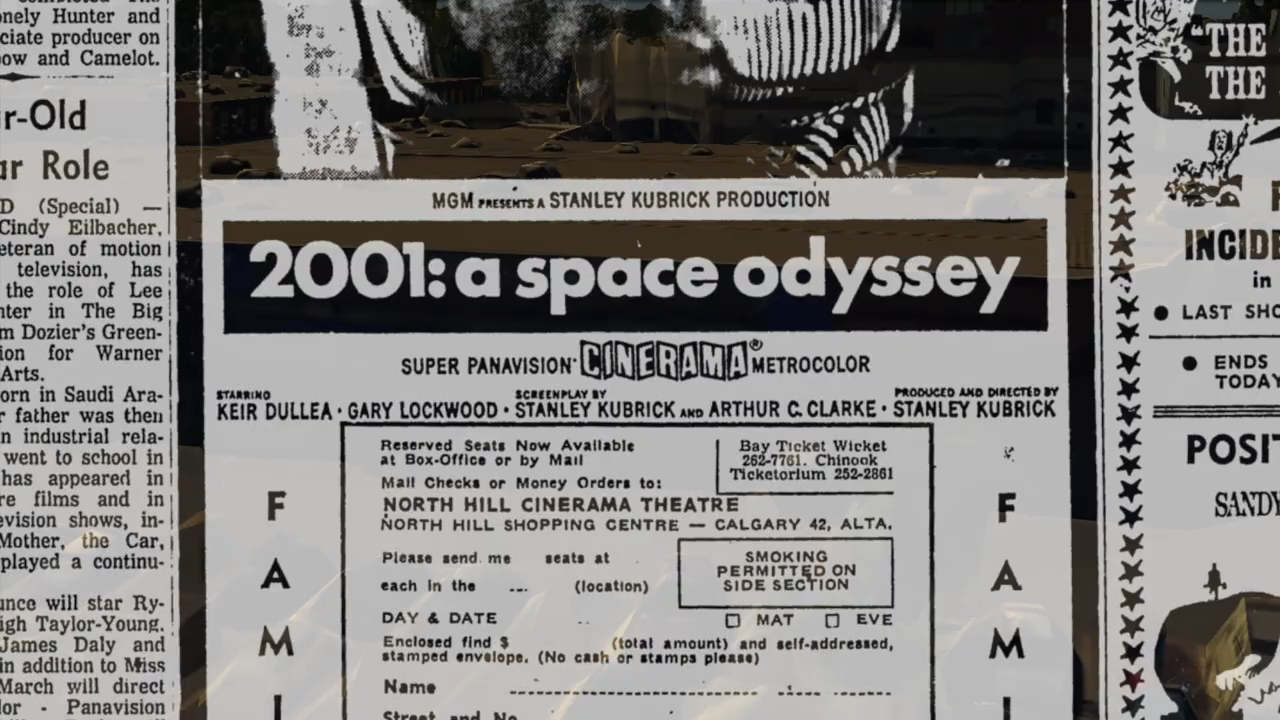 onely Hunter and
ciate producer on
ow and Camelot.
r-Old
ar Role
D (Special) —
Cindy Eilbacher,
eteran of motion
television, has
the role of Lee
nter in The Big
m Dozier's Green-
ion for Warner
Arts.
orn in Saudi Ara-
r father was then
n industrial rela-
went to school in
has appeared in
re films and in
evision shows, in-
Mother, the Car,
played a continu-
unce will star Ry-
igh Taylor-Young.
James Daly and
in addition to Miss
March will direct
lor - Panavision
MGM PRESENTS A STANLEY KUBRICK PRODUCTION
2001: a space odyssey
SUPER PANAVISION® CINERAMA® METROCOLOR
STARRING SCREENPLAY BY PRODUCED AND DIRECTED BY
KEIR DULLEA · GARY LOCKWOOD · STANLEY KUBRICK AND ARTHUR C. CLARKE · STANLEY KUBRICK
Reserved Seats Now Available
at Box-Office or by Mail
Mail Checks or Money Orders to:
Bay Ticket Wicket
262-7761. Chinook
Ticketorium 252-2861
NORTH HILL CINERAMA THEATRE
NORTH HILL SHOPPING CENTRE — CALGARY 42, ALTA.
Please send me seats at
each in the ... (location)
SMOKING
PERMITTED ON
SIDE SECTION
DAY & DATE .. □ MAT □ EVE
Enclosed find $ (total amount) and self-addressed,
stamped envelope. (No cash or stamps please)
Name
Street and No.
F
A
M
I
F
A
M
I
"THE
THE
INCIDE
in
● LAST SHO
● ENDS
TODAY
POSIT
SANDY